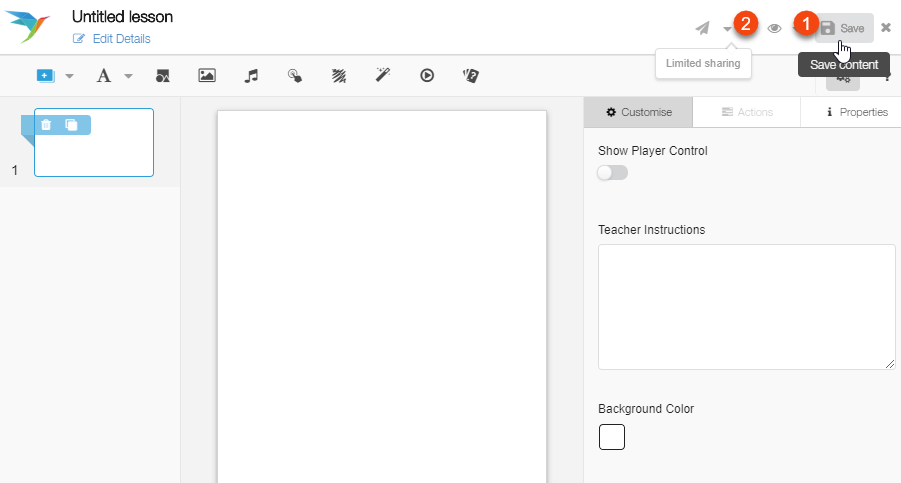 Untitled lesson
Edit Details
2
1
Save
Limited sharing
Save content
A
?
1
Customise
Actions
Properties
Show Player Control
Teacher Instructions
Background Color